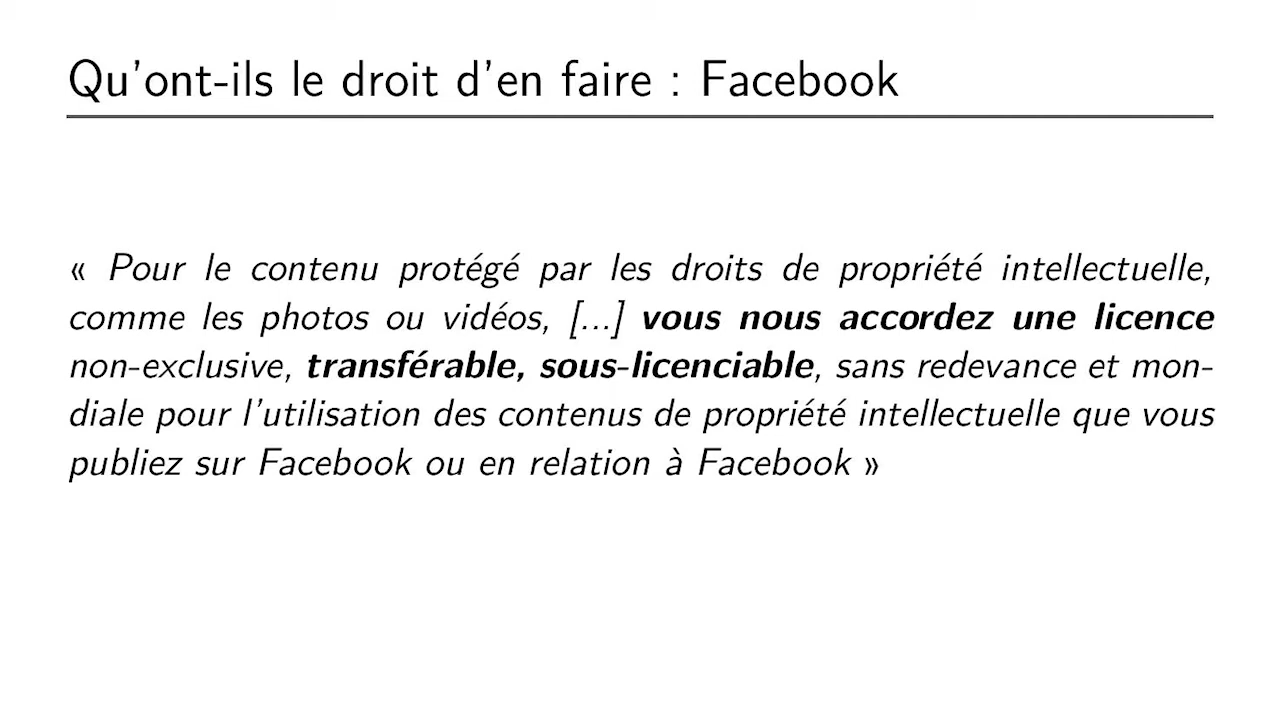 Qu'ont-ils le droit d'en faire : Facebook
« Pour le contenu protégé par les droits de propriété intellectuelle,
comme les photos ou vidéos, [...] vous nous accordez une licence
non-exclusive, transférable, sous-licenciable, sans redevance et mon-
diale pour l'utilisation des contenus de propriété intellectuelle que vous
publiez sur Facebook ou en relation à Facebook »